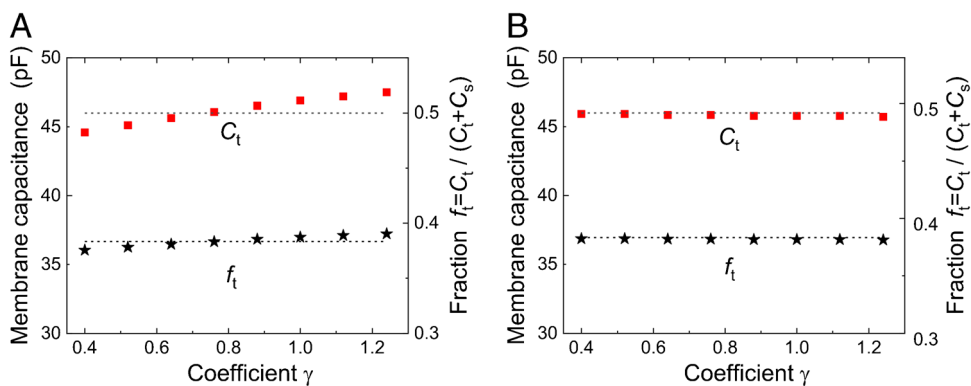 A
Membrane capacitance (pF)
50
45
40
35
30
0.4 0.6 0.8 1.0 1.2
Coefficient γ
0.5
0.4
0.3
Fraction ft=Ct / (Ct+Cs)
Ct
ft
B
Membrane capacitance (pF)
50
45
40
35
30
0.4 0.6 0.8 1.0 1.2
Coefficient γ
0.5
0.4
0.3
Fraction ft=Ct / (Ct+Cs)
Ct
ft